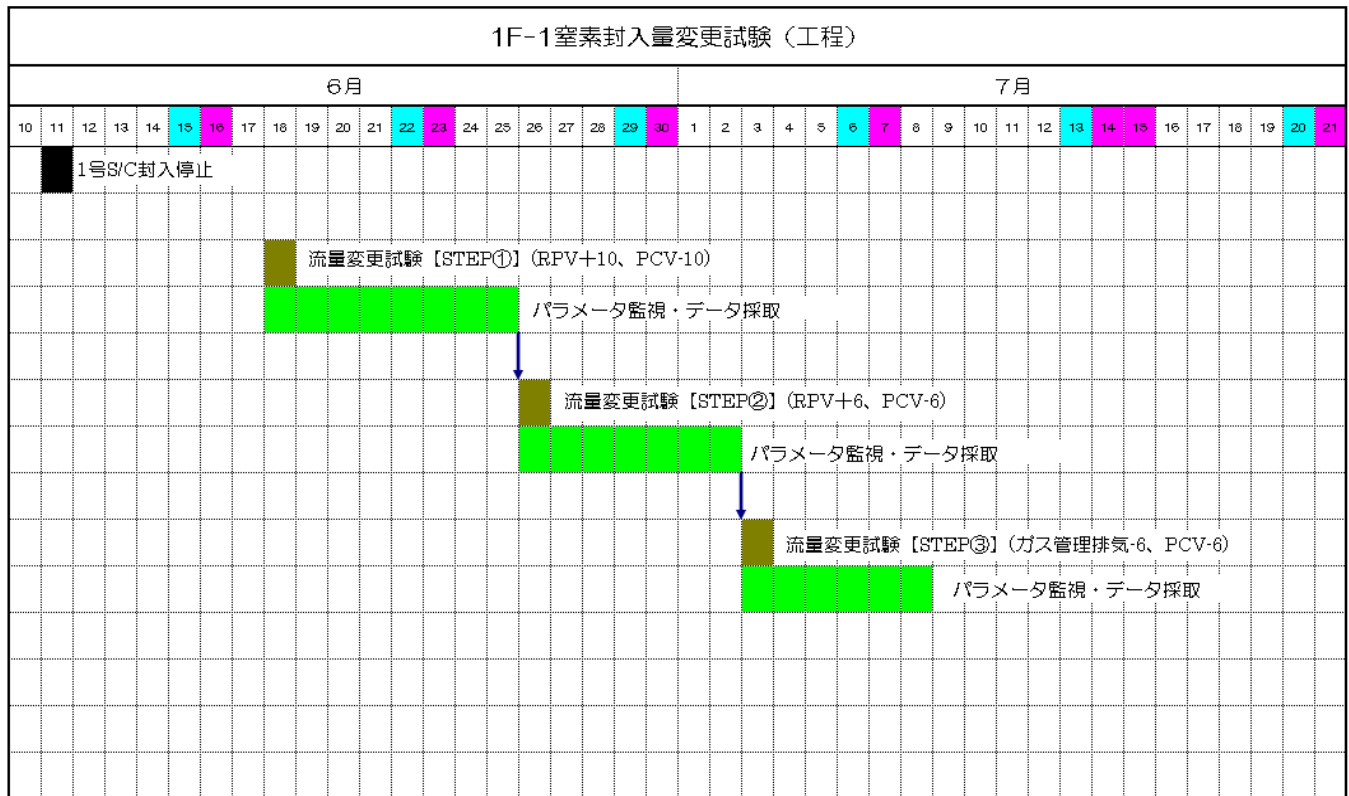 1F-1窒素封入量変更試験（工程）
６月 ７月
10 11 12 13 14 15 16 17 18 19 20 21 22 23 24 25 26 27 28 29 30 1 2 3 4 5 6 7 8 9 10 11 12 13 14 15 16 17 18 19 20 21
1号S/C封入停止
流量変更試験【STEP①】(RPV＋10、PCV-10)
パラメータ監視・データ採取
流量変更試験【STEP②】(RPV＋6、PCV-6)
パラメータ監視・データ採取
流量変更試験【STEP③】(ガス管理排気-6、PCV-6)
パラメータ監視・データ採取